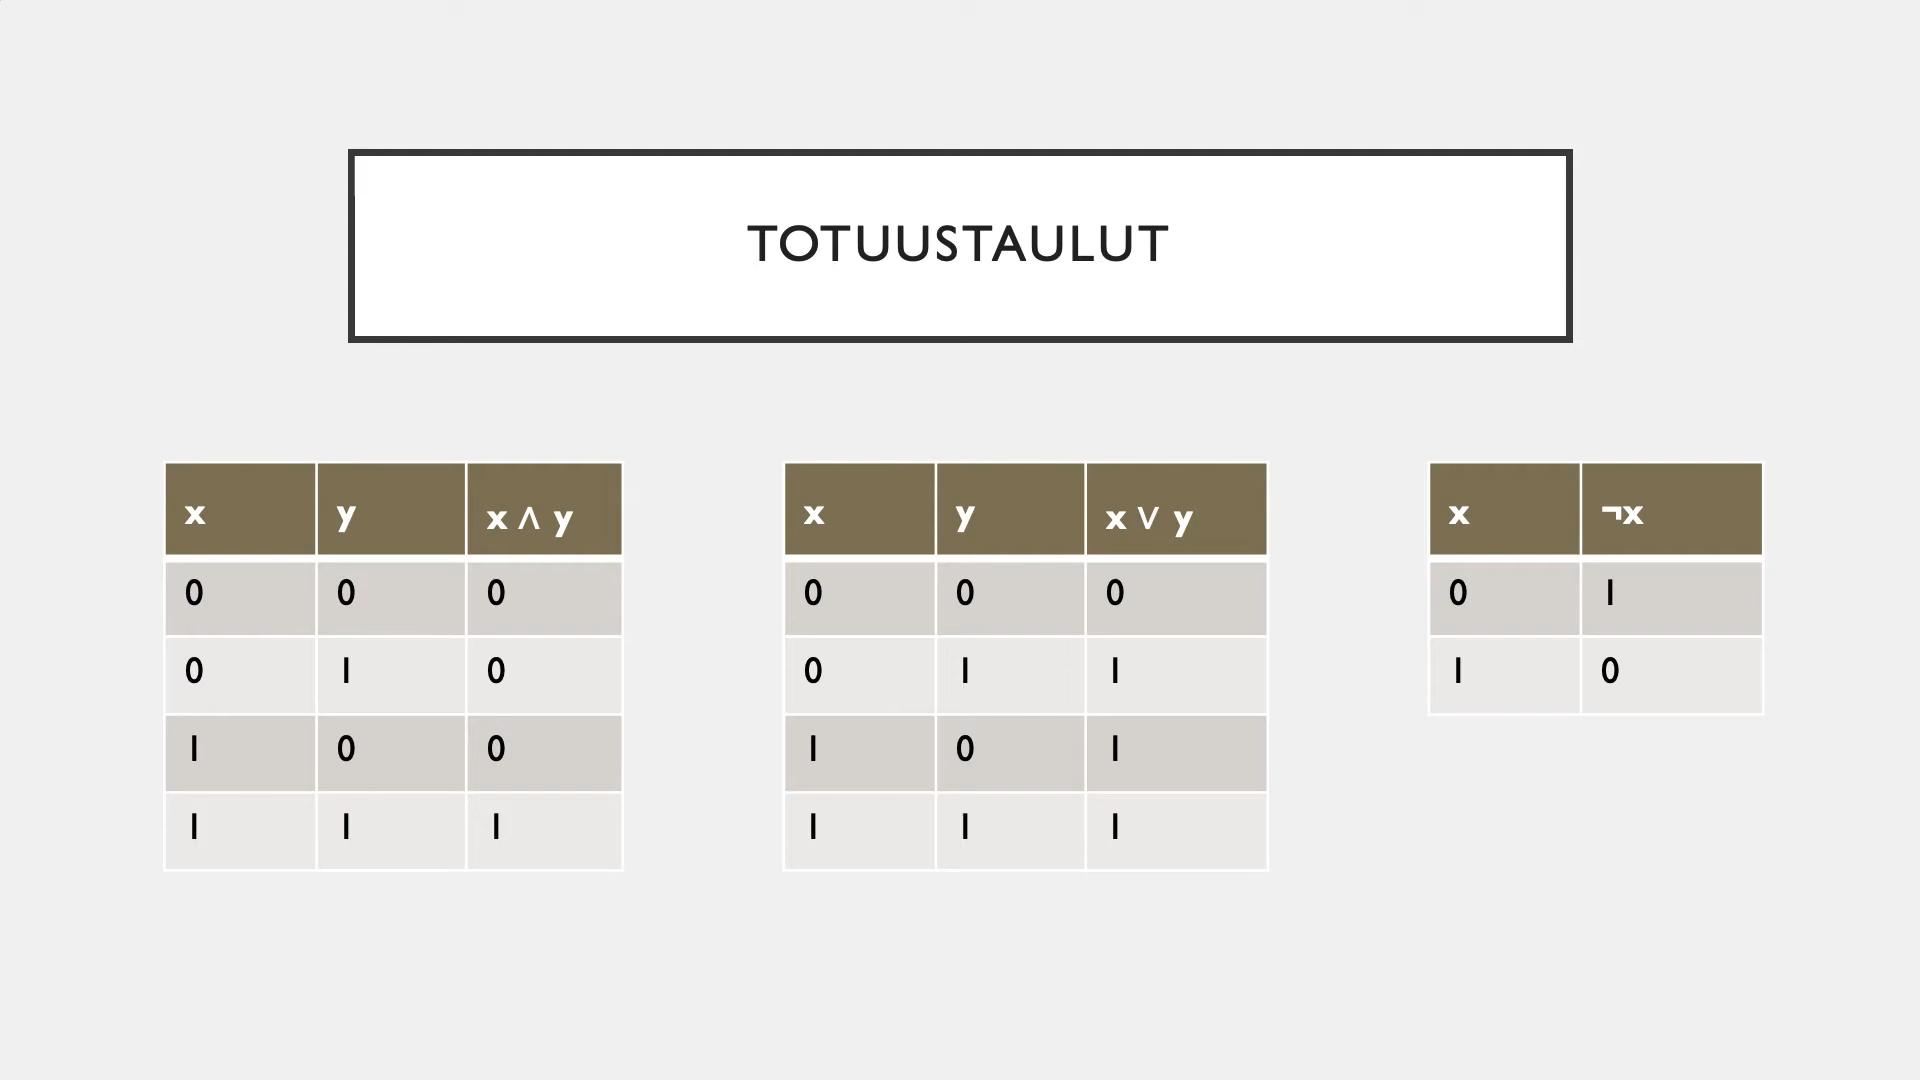 TOTUUSTAULUT
x y x ∧ y
0 0 0
0 1 0
1 0 0
1 1 1
x y x ∨ y
0 0 0
0 1 1
1 0 1
1 1 1
x ¬x
0 1
1 0